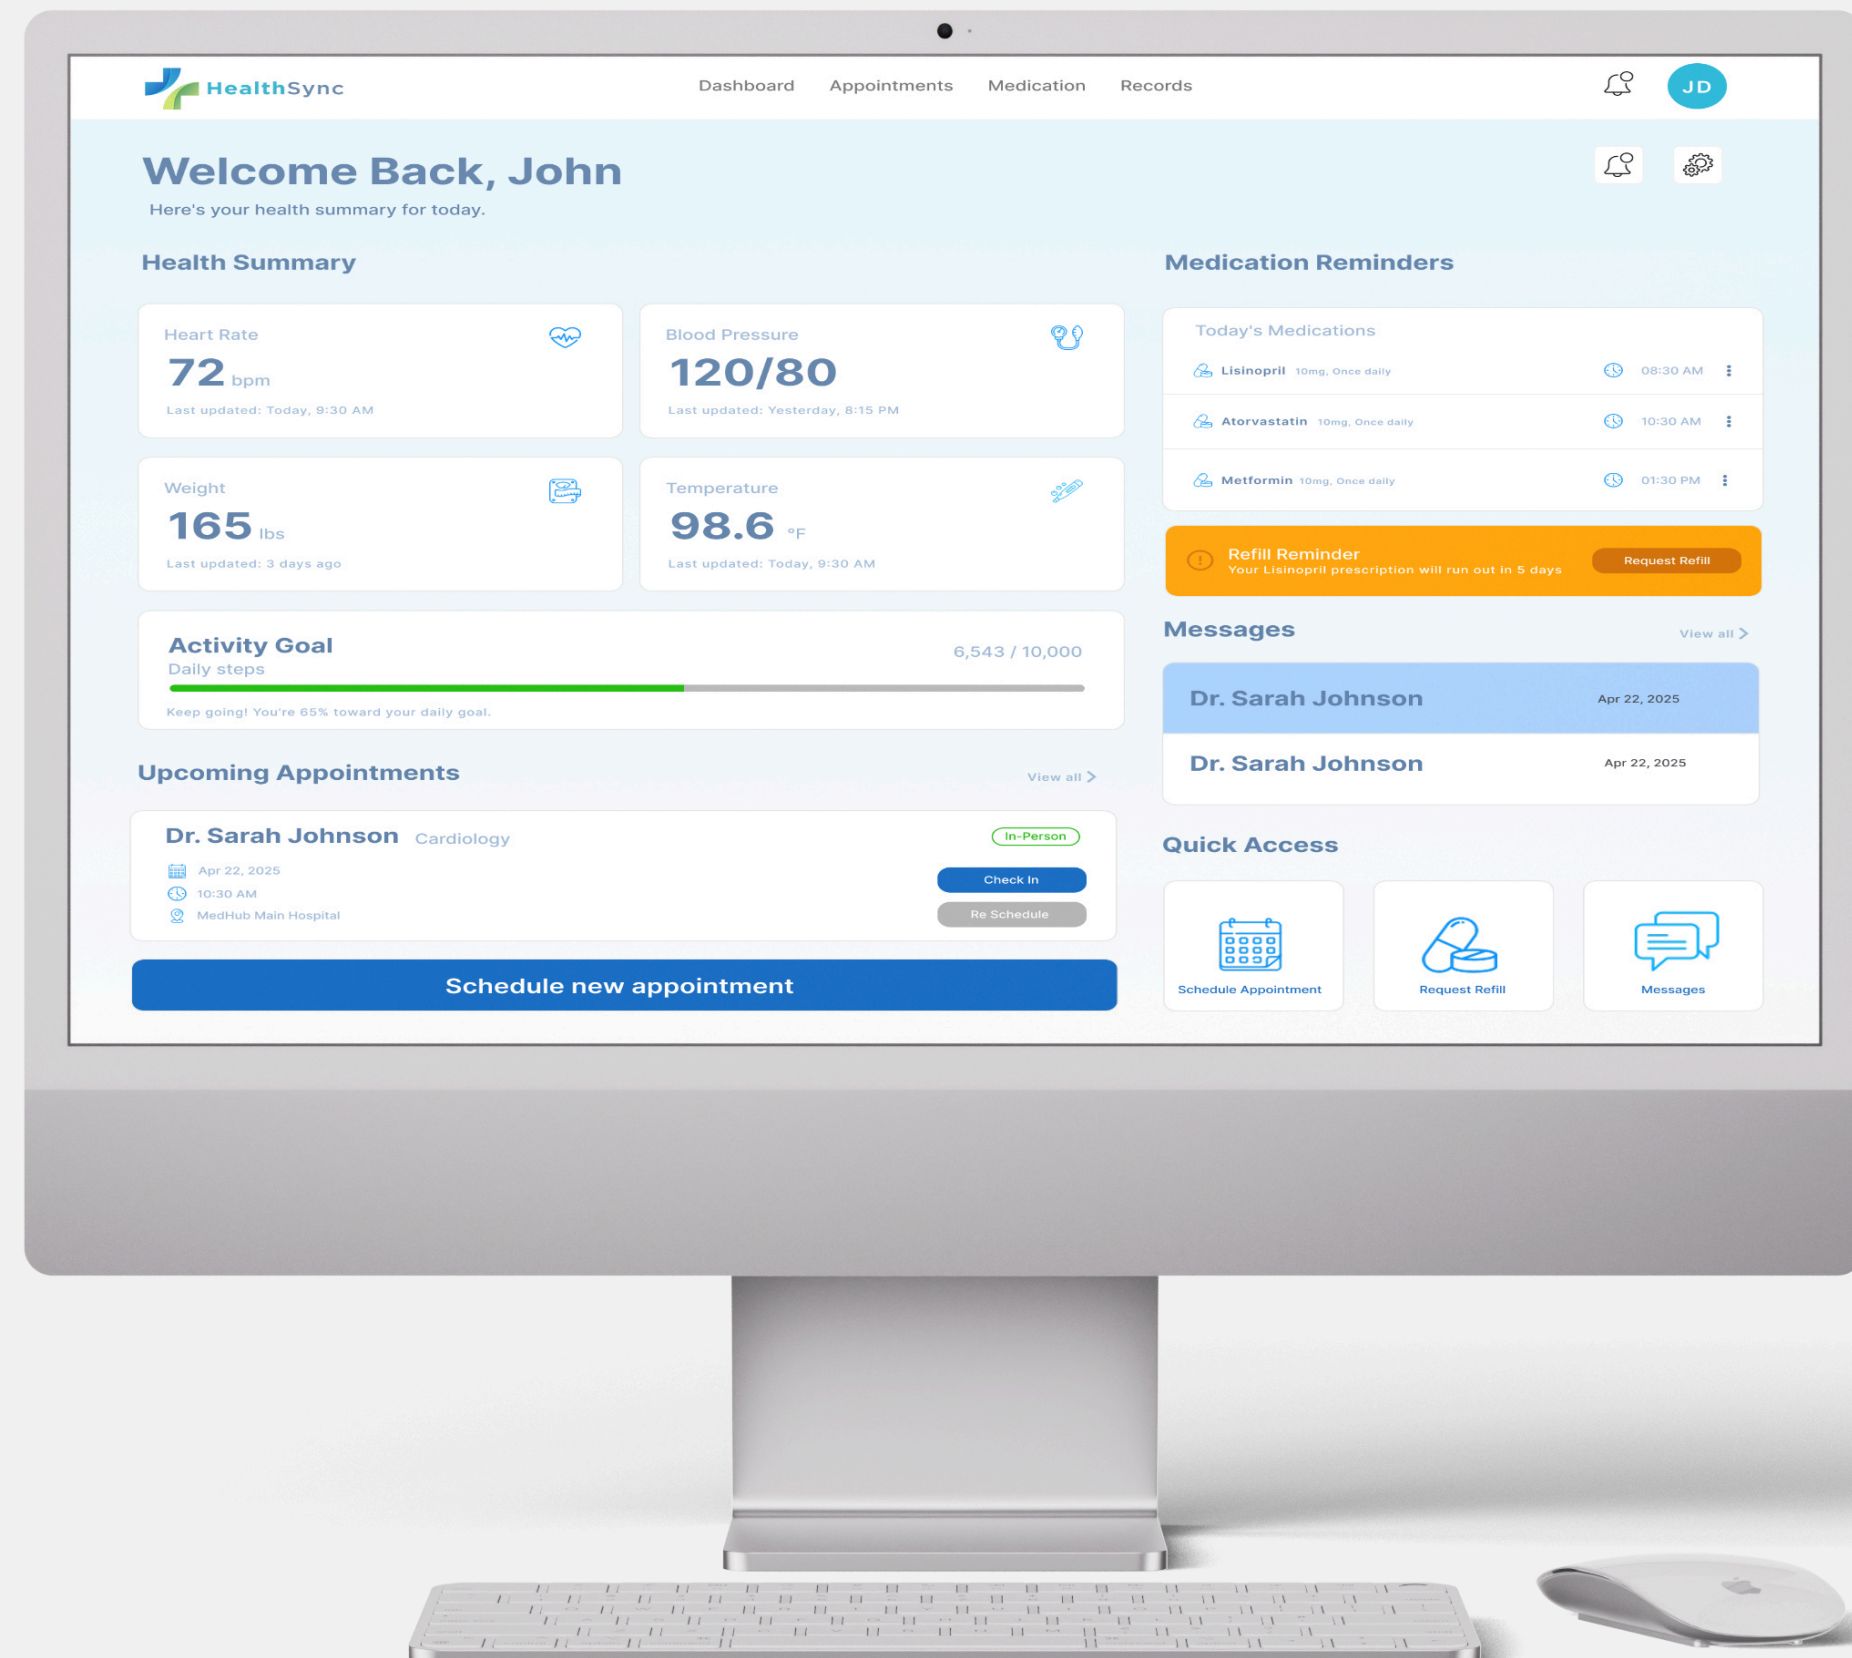 HealthSync
Dashboard Appointments Medication Records
JD
Welcome Back, John
Here's your health summary for today.
Health Summary
Heart Rate
72 bpm
Last updated: Today, 9:30 AM
Blood Pressure
120/80
Last updated: Yesterday, 8:15 PM
Weight
165 lbs
Last updated: 3 days ago
Temperature
98.6 °F
Last updated: Today, 9:30 AM
Activity Goal
Daily steps
6,543 / 10,000
Keep going! You're 65% toward your daily goal.
Upcoming Appointments
View all >
Dr. Sarah Johnson Cardiology
In-Person
Apr 22, 2025
10:30 AM
MedHub Main Hospital
Check In
Re Schedule
Schedule new appointment
Medication Reminders
Today's Medications
Lisinopril 10mg, Once daily 08:30 AM
Atorvastatin 10mg, Once daily 10:30 AM
Metformin 10mg, Once daily 01:30 PM
Refill Reminder
Your Lisinopril prescription will run out in 5 days
Request Refill
Messages
View all >
Dr. Sarah Johnson Apr 22, 2025
Dr. Sarah Johnson Apr 22, 2025
Quick Access
Schedule Appointment
Request Refill
Messages